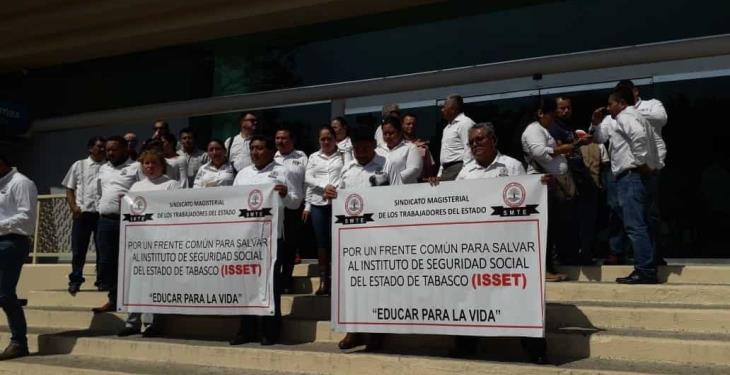 SINDICATO MAGISTERIAL
DE LOS TRABAJADORES DEL ESTADO
SMTE
POR UN FRENTE COMÚN PARA SALVAR
AL INSTITUTO DE SEGURIDAD SOCIAL
DEL ESTADO DE TABASCO (ISSET)
"EDUCAR PARA LA VIDA"
SINDICATO MAGISTERIAL
DE LOS TRABAJADORES DEL ESTADO
SMTE
SMTE
POR UN FRENTE COMÚN PARA SALVAR
AL INSTITUTO DE SEGURIDAD SOCIAL
DEL ESTADO DE TABASCO (ISSET)
"EDUCAR PARA LA VIDA"